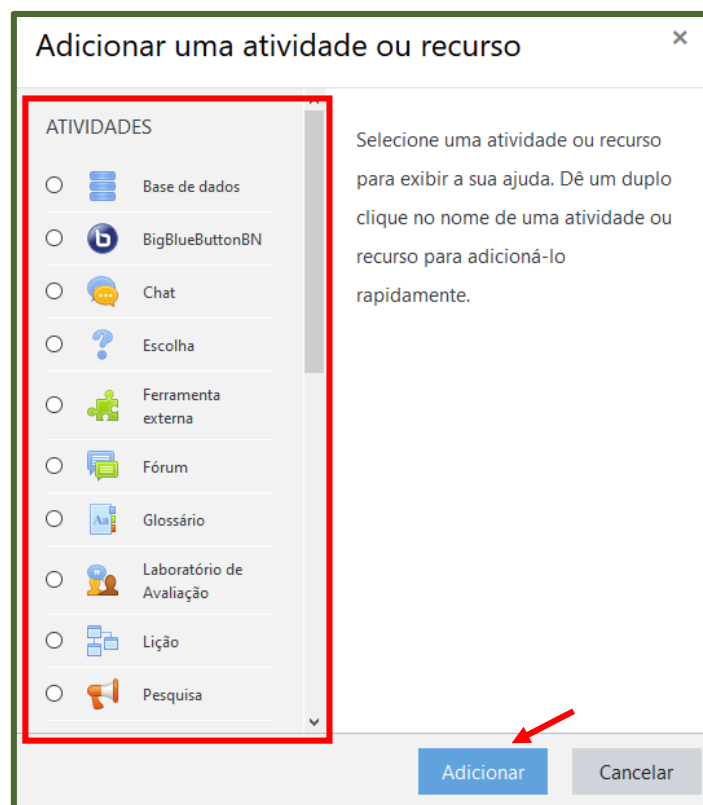 Adicionar uma atividade ou recurso
×
ATIVIDADES
Base de dados
BigBlueButtonBN
Chat
Escolha
Ferramenta
externa
Fórum
Glossário
Laboratório de
Avaliação
Lição
Pesquisa
Selecione uma atividade ou recurso
para exibir a sua ajuda. Dê um duplo
clique no nome de uma atividade ou
recurso para adicioná-lo
rapidamente.
Adicionar
Cancelar